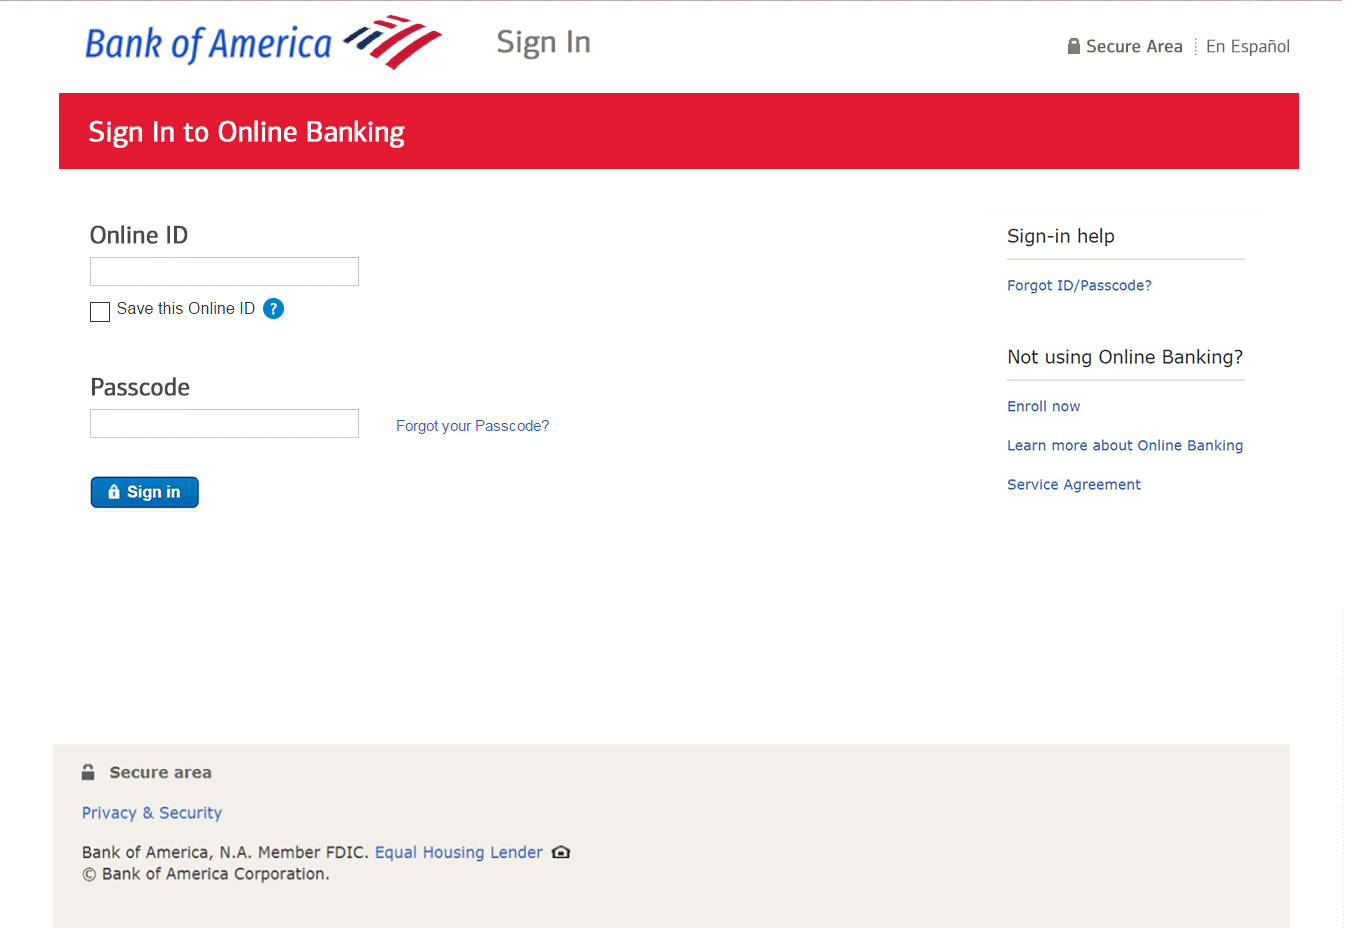 Bank of America
Sign In
Secure Area
En Español
Sign In to Online Banking
Online ID
Save this Online ID ?
Passcode
Forgot your Passcode?
Sign in
Sign-in help
Forgot ID/Passcode?
Not using Online Banking?
Enroll now
Learn more about Online Banking
Service Agreement
Secure area
Privacy & Security
Bank of America, N.A. Member FDIC. Equal Housing Lender
© Bank of America Corporation.